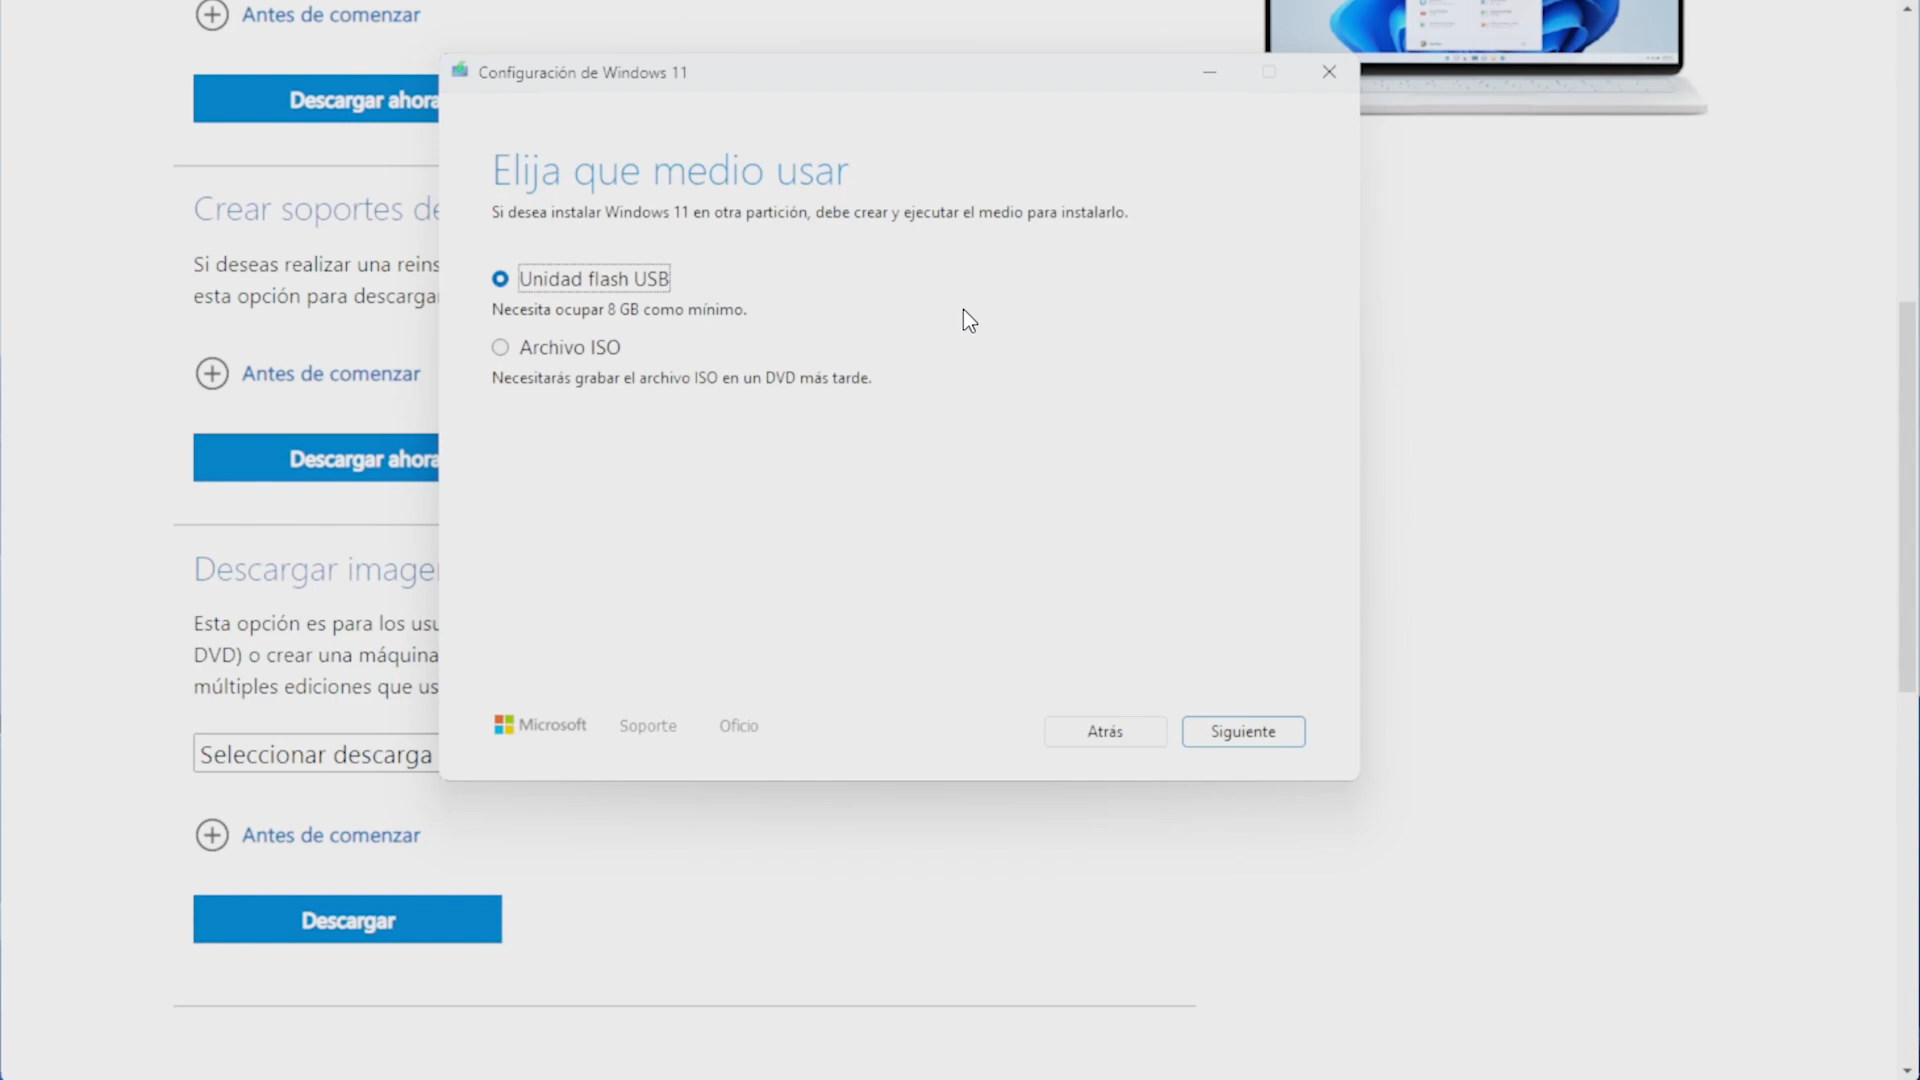 Antes de comenzar
Descargar ahora
Crear soportes de
Si deseas realizar una reins
esta opción para descargar
Antes de comenzar
Descargar ahora
Descargar image
Esta opción es para los usu
DVD) o crear una máquina
múltiples ediciones que us
Seleccionar descarga
Antes de comenzar
Descargar
Configuración de Windows 11
Elija que medio usar
Si desea instalar Windows 11 en otra partición, debe crear y ejecutar el medio para instalarlo.
Unidad flash USB
Necesita ocupar 8 GB como mínimo.
Archivo ISO
Necesitarás grabar el archivo ISO en un DVD más tarde.
Microsoft Soporte Oficio
Atrás Siguiente